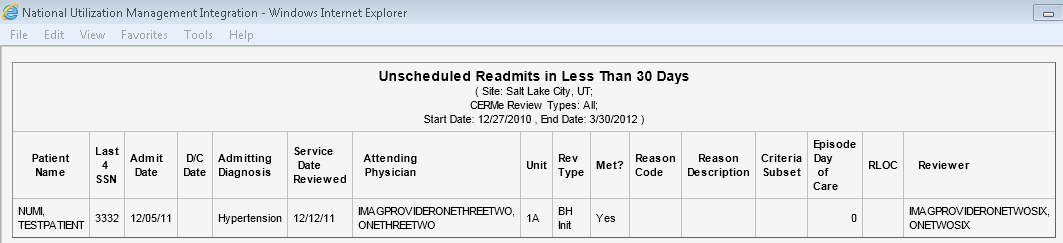 National Utilization Management Integration - Windows Internet Explorer
File Edit View Favorites Tools Help
Unscheduled Readmits in Less Than 30 Days
( Site: Salt Lake City, UT;
CERMe Review Types: All;
Start Date: 12/27/2010 , End Date: 3/30/2012 )
Patient Name
Last 4 SSN
Admit Date
D/C Date
Admitting Diagnosis
Service Date Reviewed
Attending Physician
Unit
Rev Type
Met?
Reason Code
Reason Description
Criteria Subset
Episode Day of Care
RLOC
Reviewer
NUMI, TESTPATIENT
3332
12/05/11
Hypertension
12/12/11
IMAGPROVIDERONETHREETWO, ONETHREETWO
1A
BH Init
Yes
0
IMAGPROVIDERONETWOSIX, ONETWOSIX